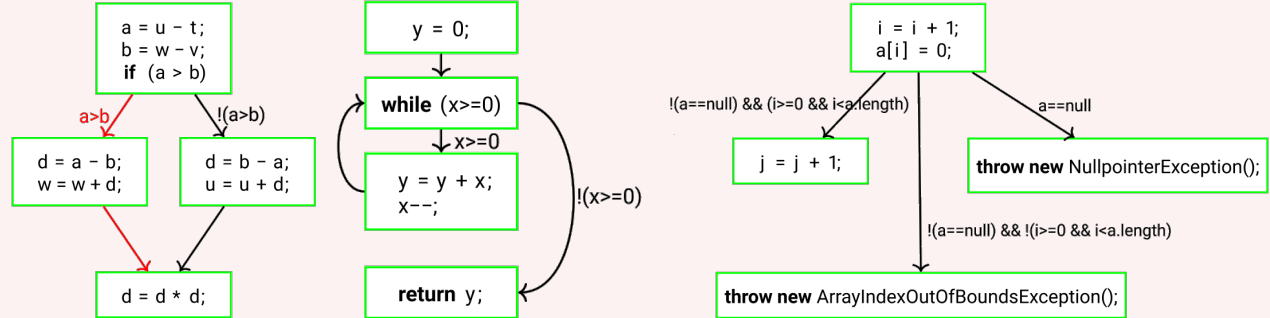 a = u - t;
b = w - v;
if (a > b)
a>b
!(a>b)
d = a - b;
w = w + d;
d = b - a;
u = u + d;
d = d * d;
y = 0;
while (x>=0)
x>=0
y = y + x;
x--;
!(x>=0)
return y;
i = i + 1;
a[i] = 0;
!(a==null) && (i>=0 && i<a.length)
a==null
j = j + 1;
throw new NullpointerException();
!(a==null) && !(i>=0 && i<a.length)
throw new ArrayIndexOutOfBoundsException();